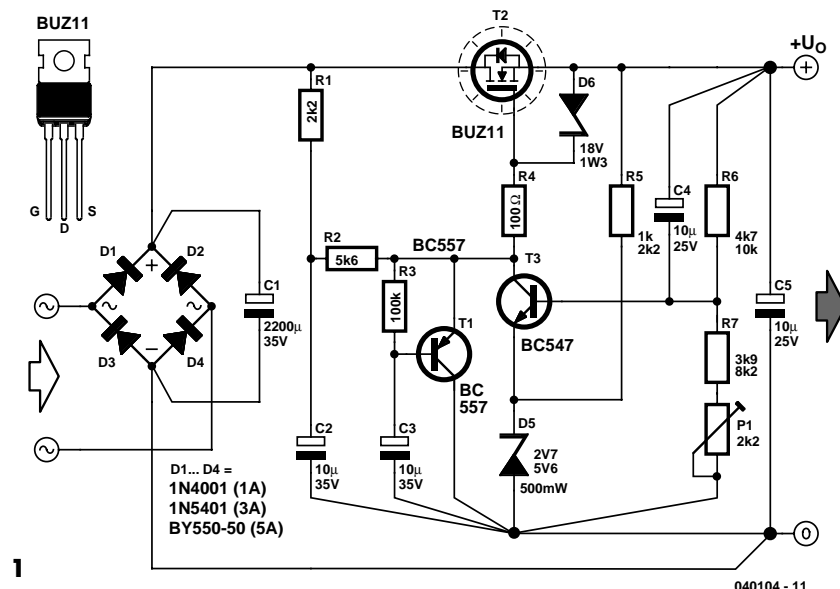 BUZ11
G
D
S
T2
BUZ11
+U_O
+
R1
2k2
D6
18V
1W3
R4
100 Ω
R5
1k
2k2
C4
10µ
25V
R6
4k7
10k
D1
D2
D3
D4
+
−
~
~
C1
2200µ
35V
R2
5k6
BC557
R3
100k
T1
BC
557
T3
BC547
C5
10µ
25V
R7
3k9
8k2
P1
2k2
D5
2V7
5V6
500mW
C2
10µ
35V
C3
10µ
35V
~
~
D1... D4 =
1N4001 (1A)
1N5401 (3A)
BY550-50 (5A)
0
1
040104 - 11